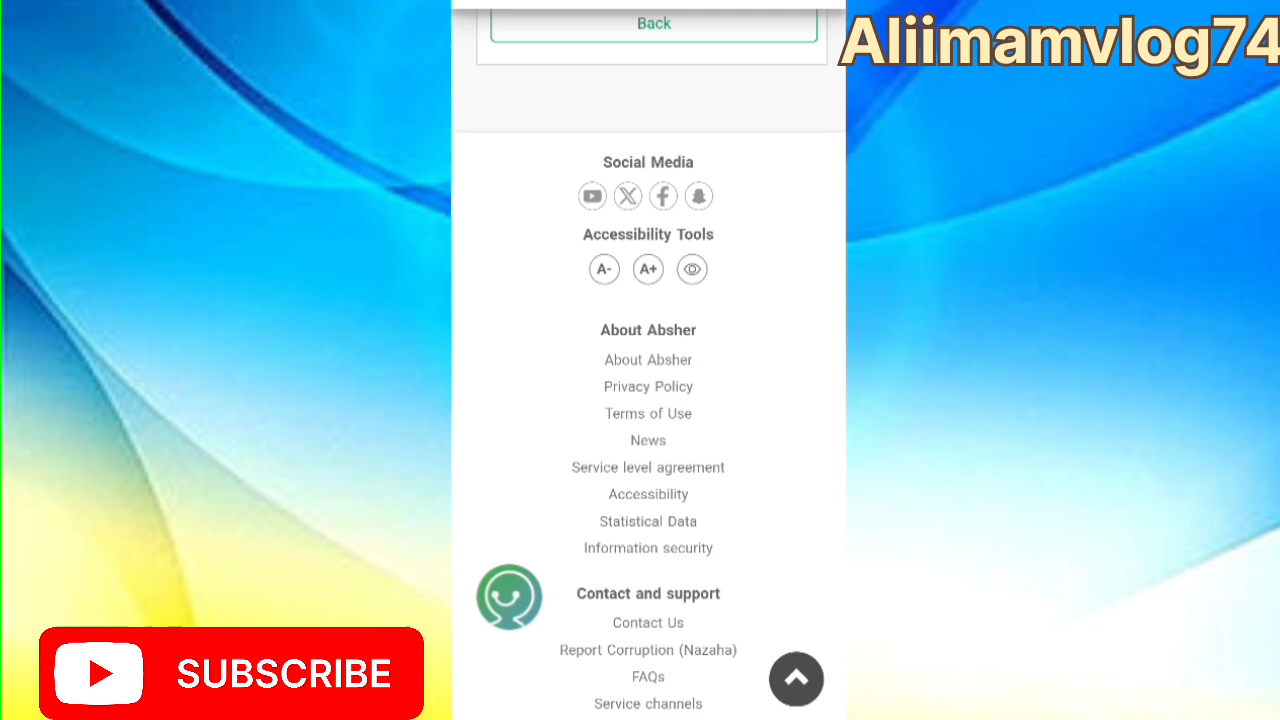 Back
Aliimamvlog74
Social Media
Accessibility Tools
A- A+
About Absher
About Absher
Privacy Policy
Terms of Use
News
Service level agreement
Accessibility
Statistical Data
Information security
Contact and support
Contact Us
Report Corruption (Nazaha)
FAQs
Service channels
SUBSCRIBE